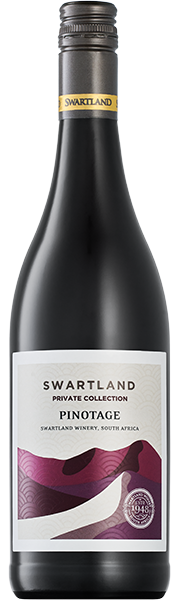 SWARTLAND
SWARTLAND
PRIVATE COLLECTION
PINOTAGE
SWARTLAND WINERY, SOUTH AFRICA
1948